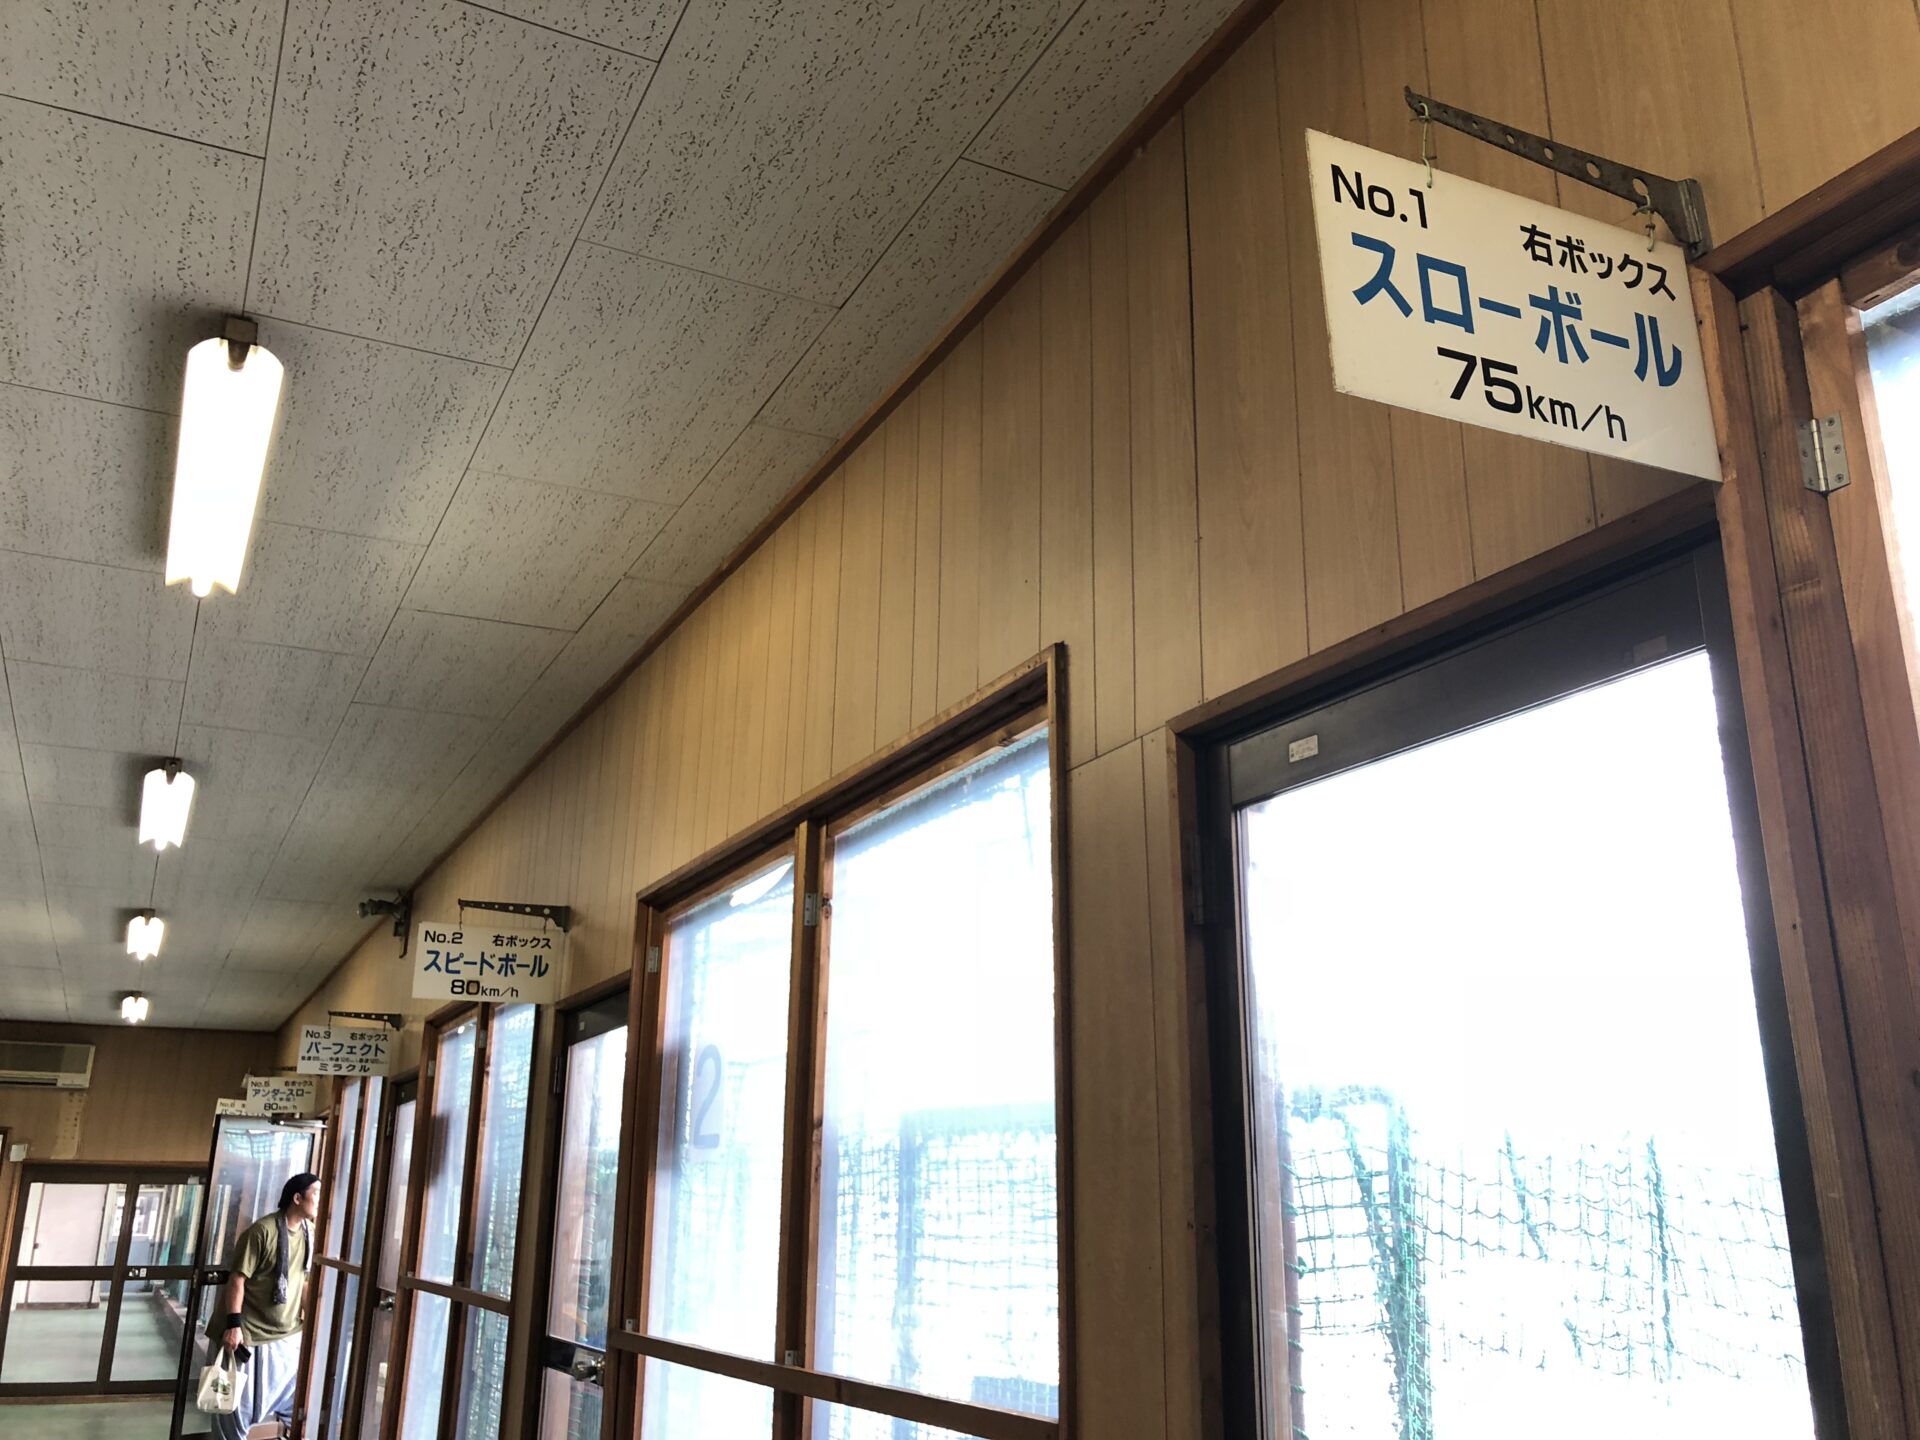 No.1 右ボックス
スローボール
75km/h
No.2 右ボックス
スピードボール
80km/h
No.3 右ボックス
パーフェクト
ミラクル
No.5 右ボックス
アンダースロー
80km/h
2